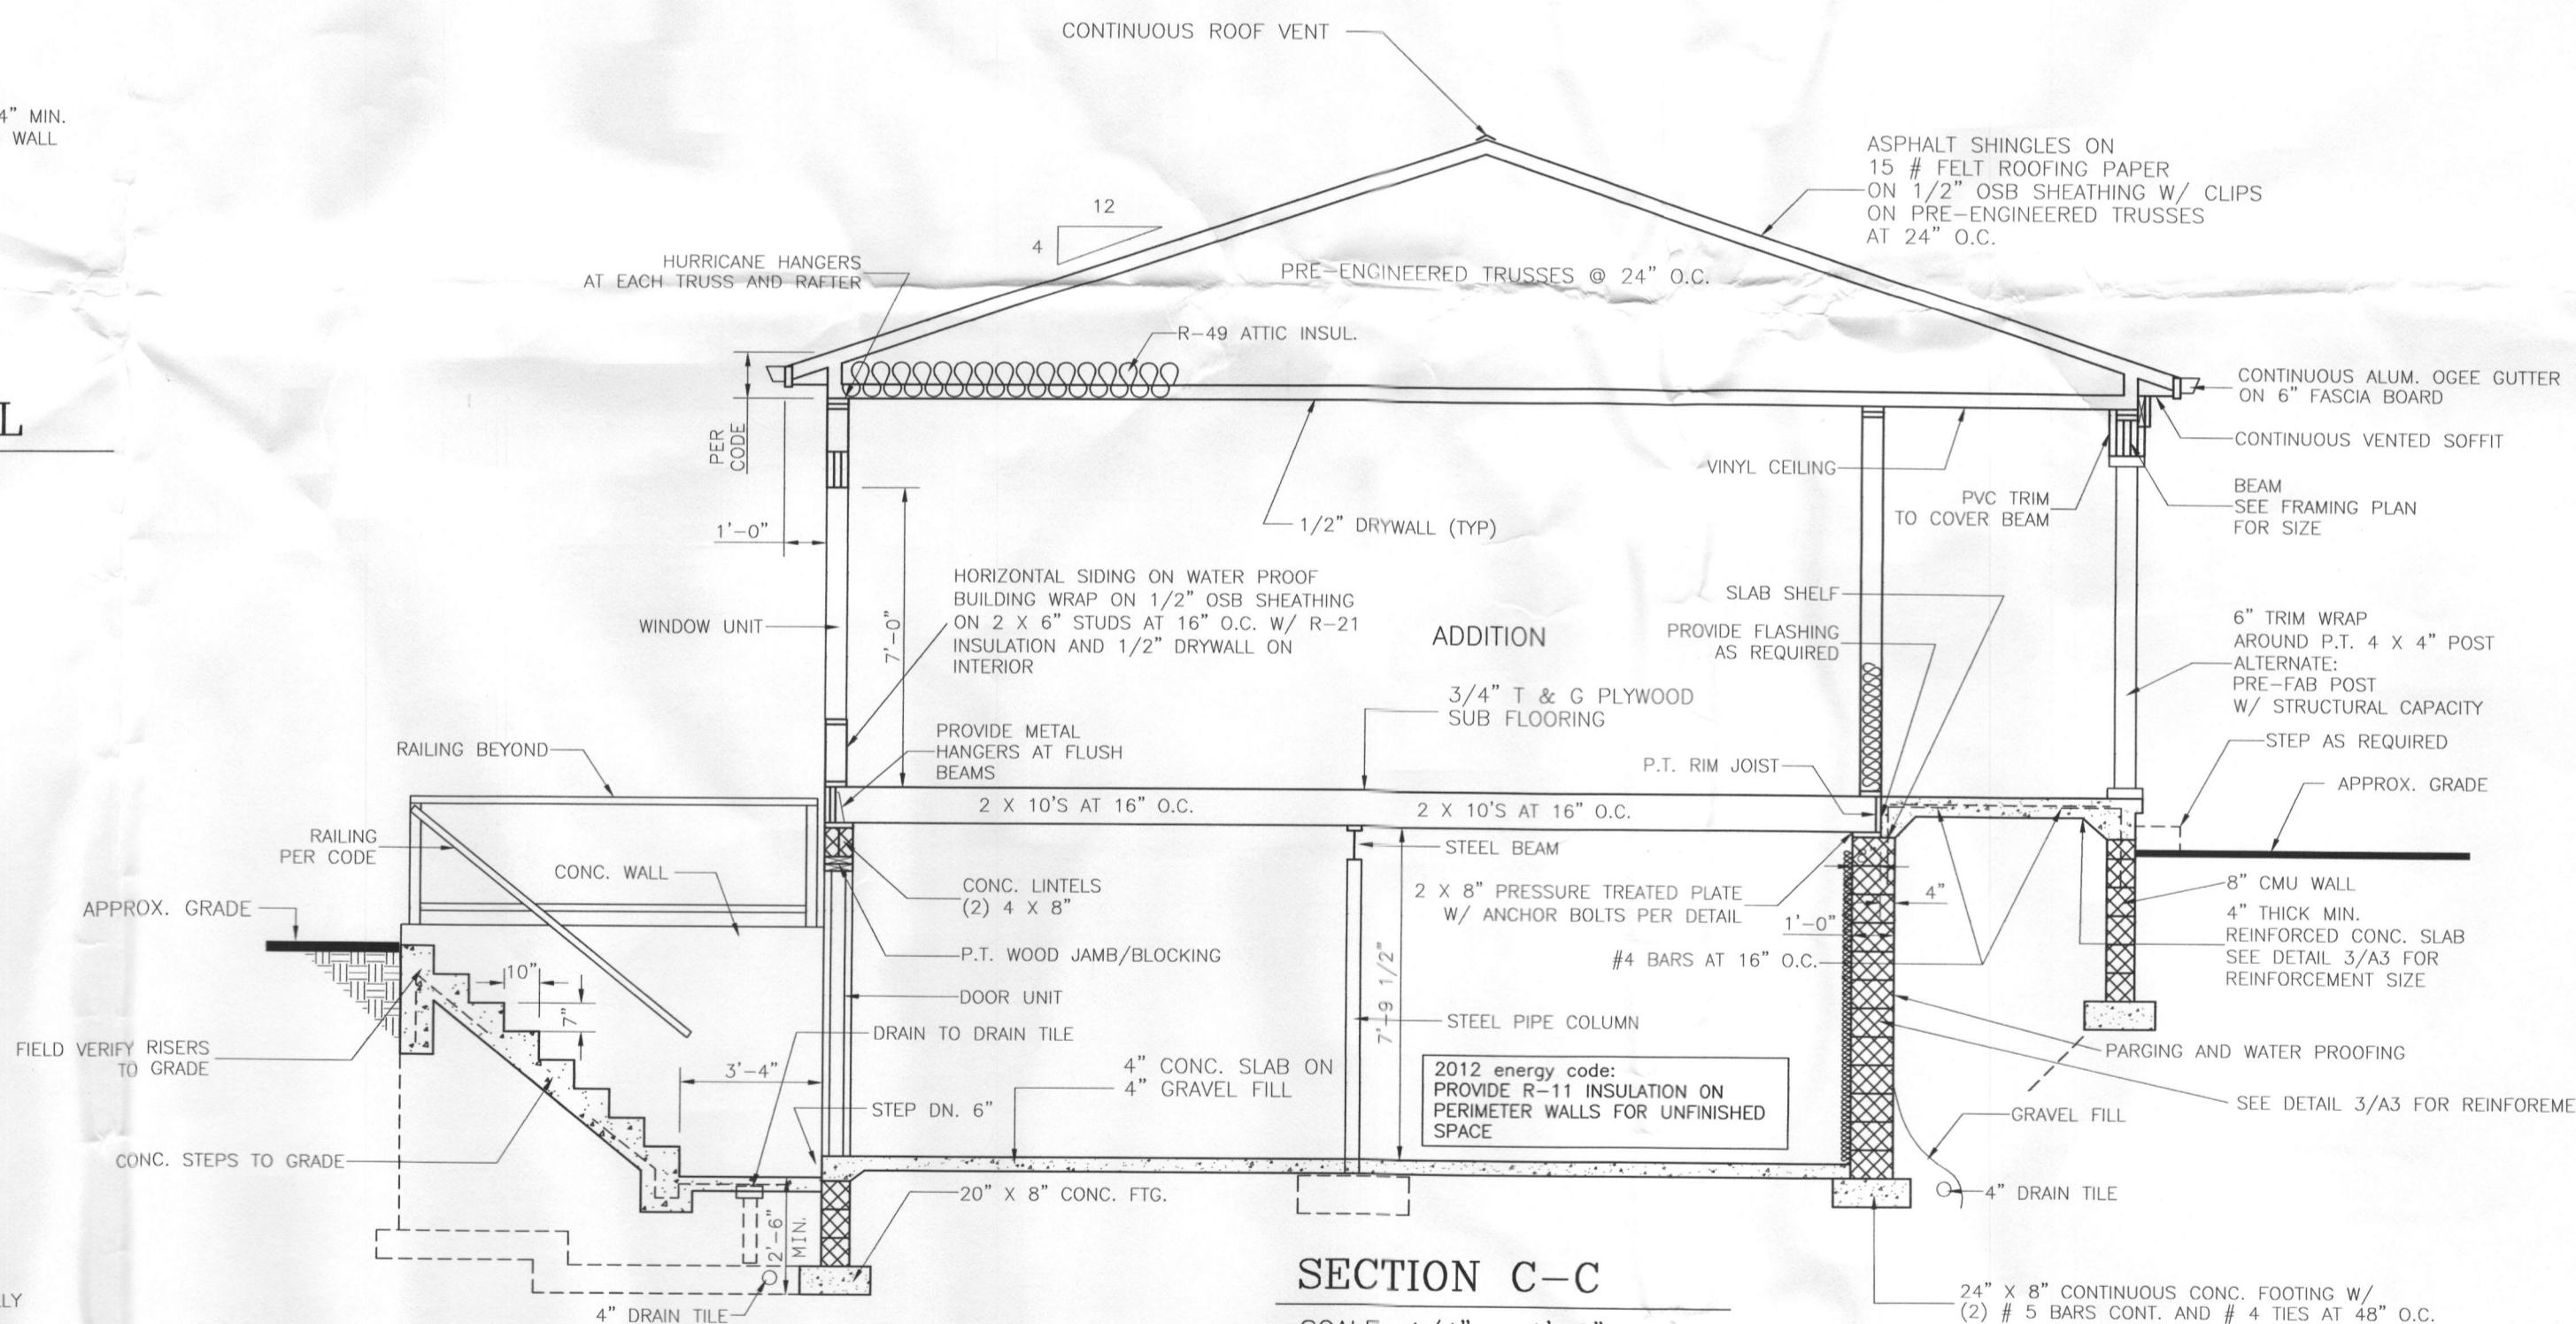 CONTINUOUS ROOF VENT
4" MIN.
WALL
ASPHALT SHINGLES ON
15 # FELT ROOFING PAPER
ON 1/2" OSB SHEATHING W/ CLIPS
ON PRE-ENGINEERED TRUSSES
AT 24" O.C.
12
4
HURRICANE HANGERS
AT EACH TRUSS AND RAFTER
PRE-ENGINEERED TRUSSES @ 24" O.C.
R-49 ATTIC INSUL.
L
PER
CODE
1'-0"
CONTINUOUS ALUM. OGEE GUTTER
ON 6" FASCIA BOARD
CONTINUOUS VENTED SOFFIT
VINYL CEILING
PVC TRIM
TO COVER BEAM
BEAM
SEE FRAMING PLAN
FOR SIZE
1/2" DRYWALL (TYP)
HORIZONTAL SIDING ON WATER PROOF
BUILDING WRAP ON 1/2" OSB SHEATHING
ON 2 X 6" STUDS AT 16" O.C. W/ R-21
INSULATION AND 1/2" DRYWALL ON
INTERIOR
WINDOW UNIT
7'-0"
ADDITION
SLAB SHELF
PROVIDE FLASHING
AS REQUIRED
6" TRIM WRAP
AROUND P.T. 4 X 4" POST
ALTERNATE:
PRE-FAB POST
W/ STRUCTURAL CAPACITY
3/4" T & G PLYWOOD
SUB FLOORING
PROVIDE METAL
HANGERS AT FLUSH
BEAMS
RAILING BEYOND
P.T. RIM JOIST
STEP AS REQUIRED
APPROX. GRADE
2 X 10'S AT 16" O.C.
2 X 10'S AT 16" O.C.
RAILING
PER CODE
CONC. WALL
STEEL BEAM
CONC. LINTELS
(2) 4 X 8"
2 X 8" PRESSURE TREATED PLATE
W/ ANCHOR BOLTS PER DETAIL
4"
1'-0"
8" CMU WALL
4" THICK MIN.
REINFORCED CONC. SLAB
SEE DETAIL 3/A3 FOR
REINFORCEMENT SIZE
APPROX. GRADE
P.T. WOOD JAMB/BLOCKING
#4 BARS AT 16" O.C.
10"
7"
DOOR UNIT
7'-9 1/2"
STEEL PIPE COLUMN
DRAIN TO DRAIN TILE
FIELD VERIFY RISERS
TO GRADE
3'-4"
4" CONC. SLAB ON
4" GRAVEL FILL
2012 energy code:
PROVIDE R-11 INSULATION ON
PERIMETER WALLS FOR UNFINISHED
SPACE
PARGING AND WATER PROOFING
SEE DETAIL 3/A3 FOR REINFOREME
GRAVEL FILL
STEP DN. 6"
CONC. STEPS TO GRADE
20" X 8" CONC. FTG.
4" DRAIN TILE
2'-6"
MIN.
SECTION C-C
24" X 8" CONTINUOUS CONC. FOOTING W/
(2) # 5 BARS CONT. AND # 4 TIES AT 48" O.C.
LY
4" DRAIN TILE